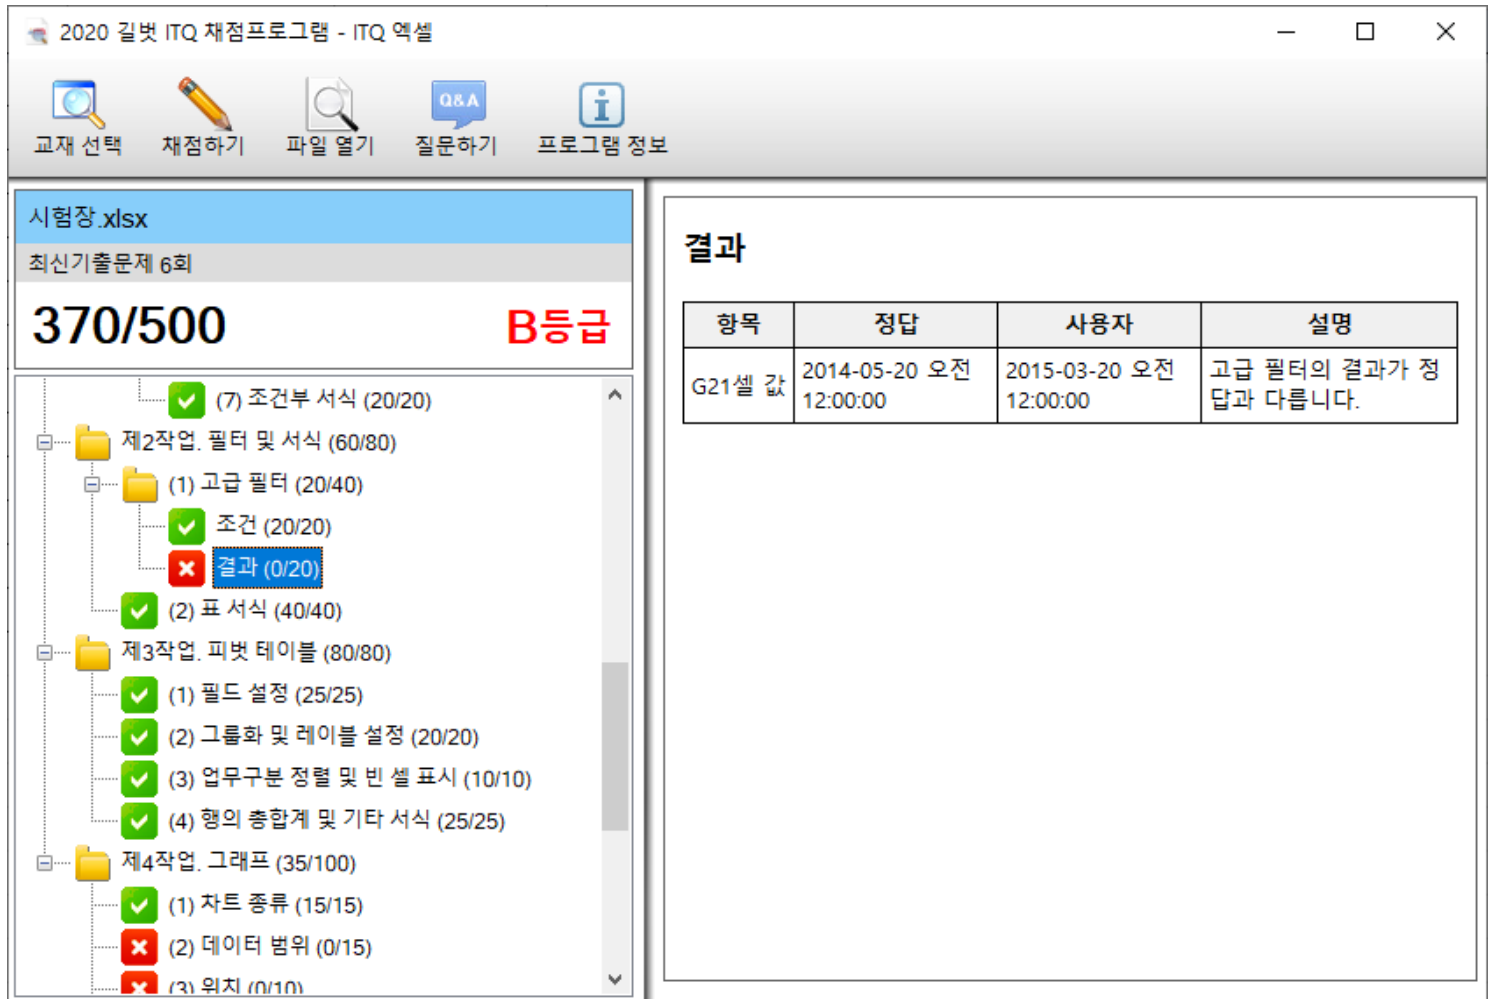 2020 길벗 ITQ 채점프로그램 - ITQ 엑셀
교재 선택 채점하기 파일 열기 Q&A 질문하기 프로그램 정보
시험장.xlsx
최신기출문제 6회
370/500 B등급
(7) 조건부 서식 (20/20)
제2작업. 필터 및 서식 (60/80)
(1) 고급 필터 (20/40)
조건 (20/20)
결과 (0/20)
(2) 표 서식 (40/40)
제3작업. 피벗 테이블 (80/80)
(1) 필드 설정 (25/25)
(2) 그룹화 및 레이블 설정 (20/20)
(3) 업무구분 정렬 및 빈 셀 표시 (10/10)
(4) 행의 총합계 및 기타 서식 (25/25)
제4작업. 그래프 (35/100)
(1) 차트 종류 (15/15)
(2) 데이터 범위 (0/15)
(3) 위치 (0/10)
결과
항목 정답 사용자 설명
G21셀 값 2014-05-20 오전 12:00:00 2015-03-20 오전 12:00:00 고급 필터의 결과가 정답과 다릅니다.